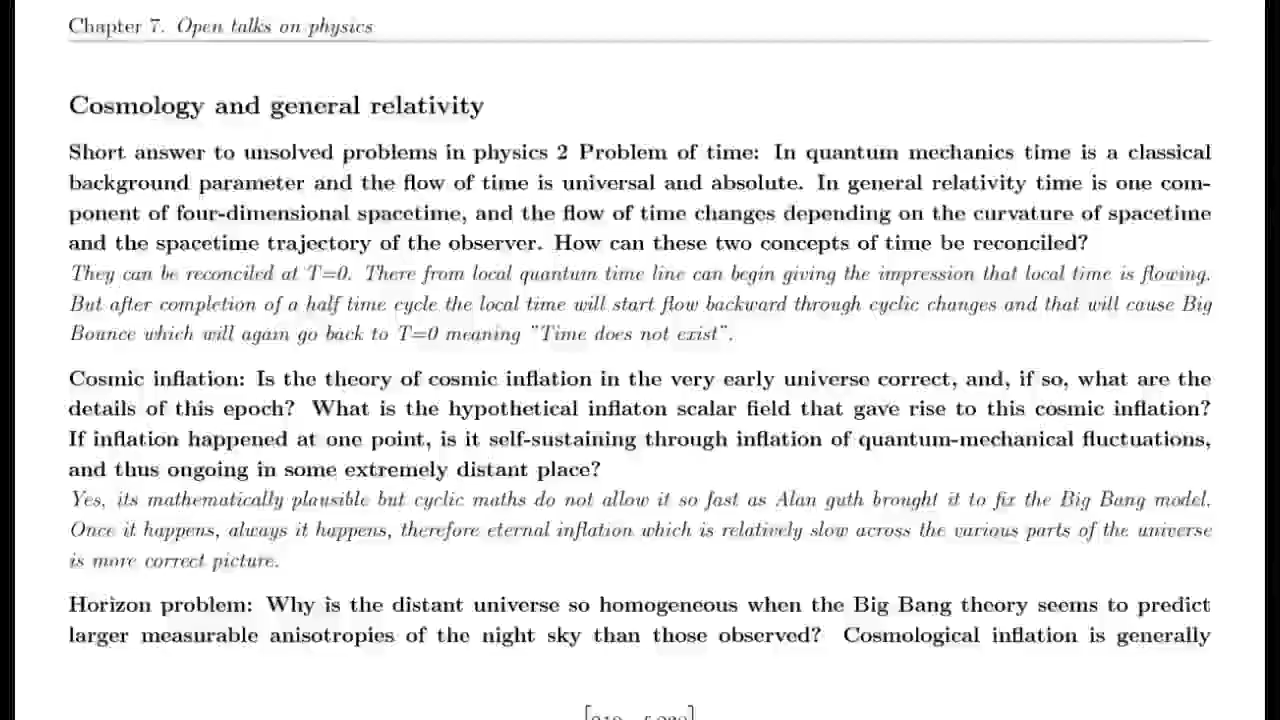 Chapter 7. Open talks on physics
Cosmology and general relativity
Short answer to unsolved problems in physics 2 Problem of time: In quantum mechanics time is a classical
background parameter and the flow of time is universal and absolute. In general relativity time is one com-
ponent of four-dimensional spacetime, and the flow of time changes depending on the curvature of spacetime
and the spacetime trajectory of the observer. How can these two concepts of time be reconciled?
They can be reconciled at T=0. There from local quantum time line can begin giving the impression that local time is flowing.
But after completion of a half time cycle the local time will start flow backward through cyclic changes and that will cause Big
Bounce which will again go back to T=0 meaning "Time does not exist".
Cosmic inflation: Is the theory of cosmic inflation in the very early universe correct, and, if so, what are the
details of this epoch? What is the hypothetical inflaton scalar field that gave rise to this cosmic inflation?
If inflation happened at one point, is it self-sustaining through inflation of quantum-mechanical fluctuations,
and thus ongoing in some extremely distant place?
Yes, its mathematically plausible but cyclic maths do not allow it so fast as Alan guth brought it to fix the Big Bang model.
Once it happens, always it happens, therefore eternal inflation which is relatively slow across the various parts of the universe
is more correct picture.
Horizon problem: Why is the distant universe so homogeneous when the Big Bang theory seems to predict
larger measurable anisotropies of the night sky than those observed? Cosmological inflation is generally